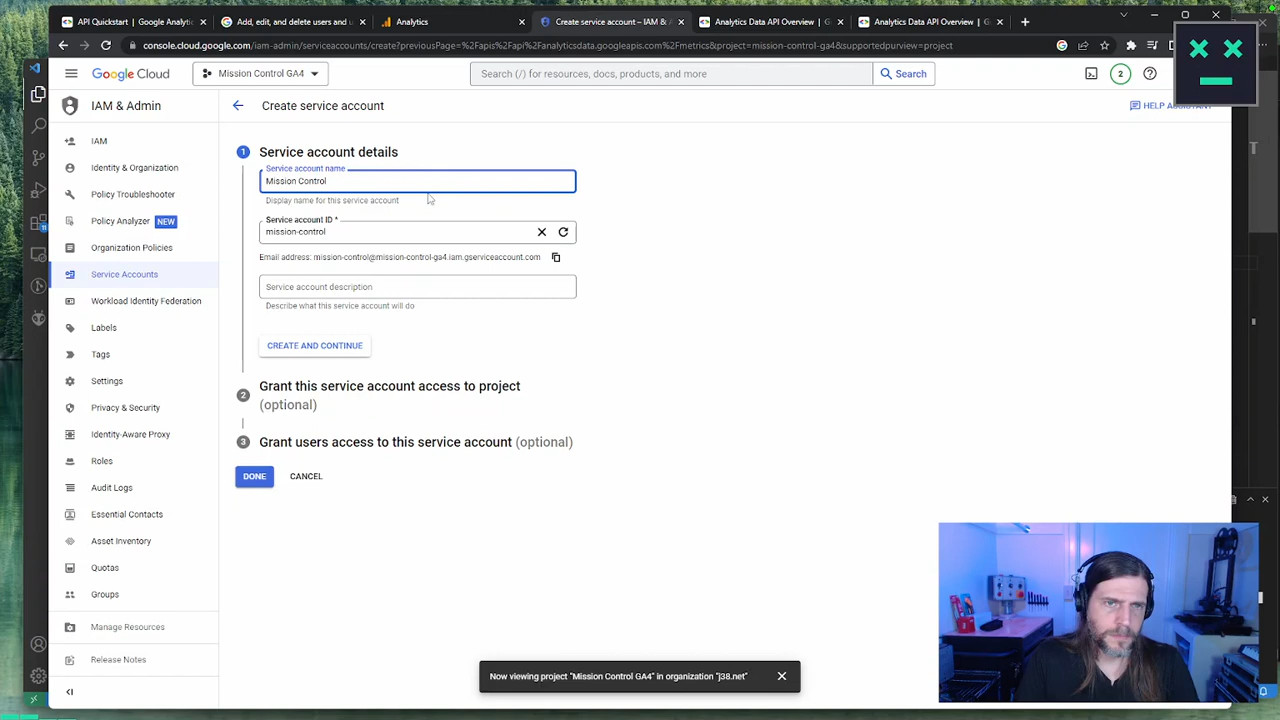 API Quickstart | Google Analytic
Add, edit, and delete users and u
Analytics
Create service account – IAM & A
Analytics Data API Overview | G
Analytics Data API Overview | G
console.cloud.google.com/iam-admin/serviceaccounts/create?previousPage=%2Fapis%2Fapi%2Fanalyticsdata.googleapis.com%2Fmetrics&project=mission-control-ga4&supportedpurview=project
Google Cloud
Mission Control GA4
Search (/) for resources, docs, products, and more
Search
2
IAM & Admin
Create service account
HELP ASSISTANT
IAM
Identity & Organization
Policy Troubleshooter
Policy Analyzer NEW
Organization Policies
Service Accounts
Workload Identity Federation
Labels
Tags
Settings
Privacy & Security
Identity-Aware Proxy
Roles
Audit Logs
Essential Contacts
Asset Inventory
Quotas
Groups
Manage Resources
Release Notes
1
Service account details
Service account name
Mission Control
Display name for this service account
Service account ID *
mission-control
Email address: mission-control@mission-control-ga4.iam.gserviceaccount.com
Service account description
Describe what this service account will do
CREATE AND CONTINUE
2
Grant this service account access to project
(optional)
3
Grant users access to this service account (optional)
DONE
CANCEL
Now viewing project "Mission Control GA4" in organization "j38.net"